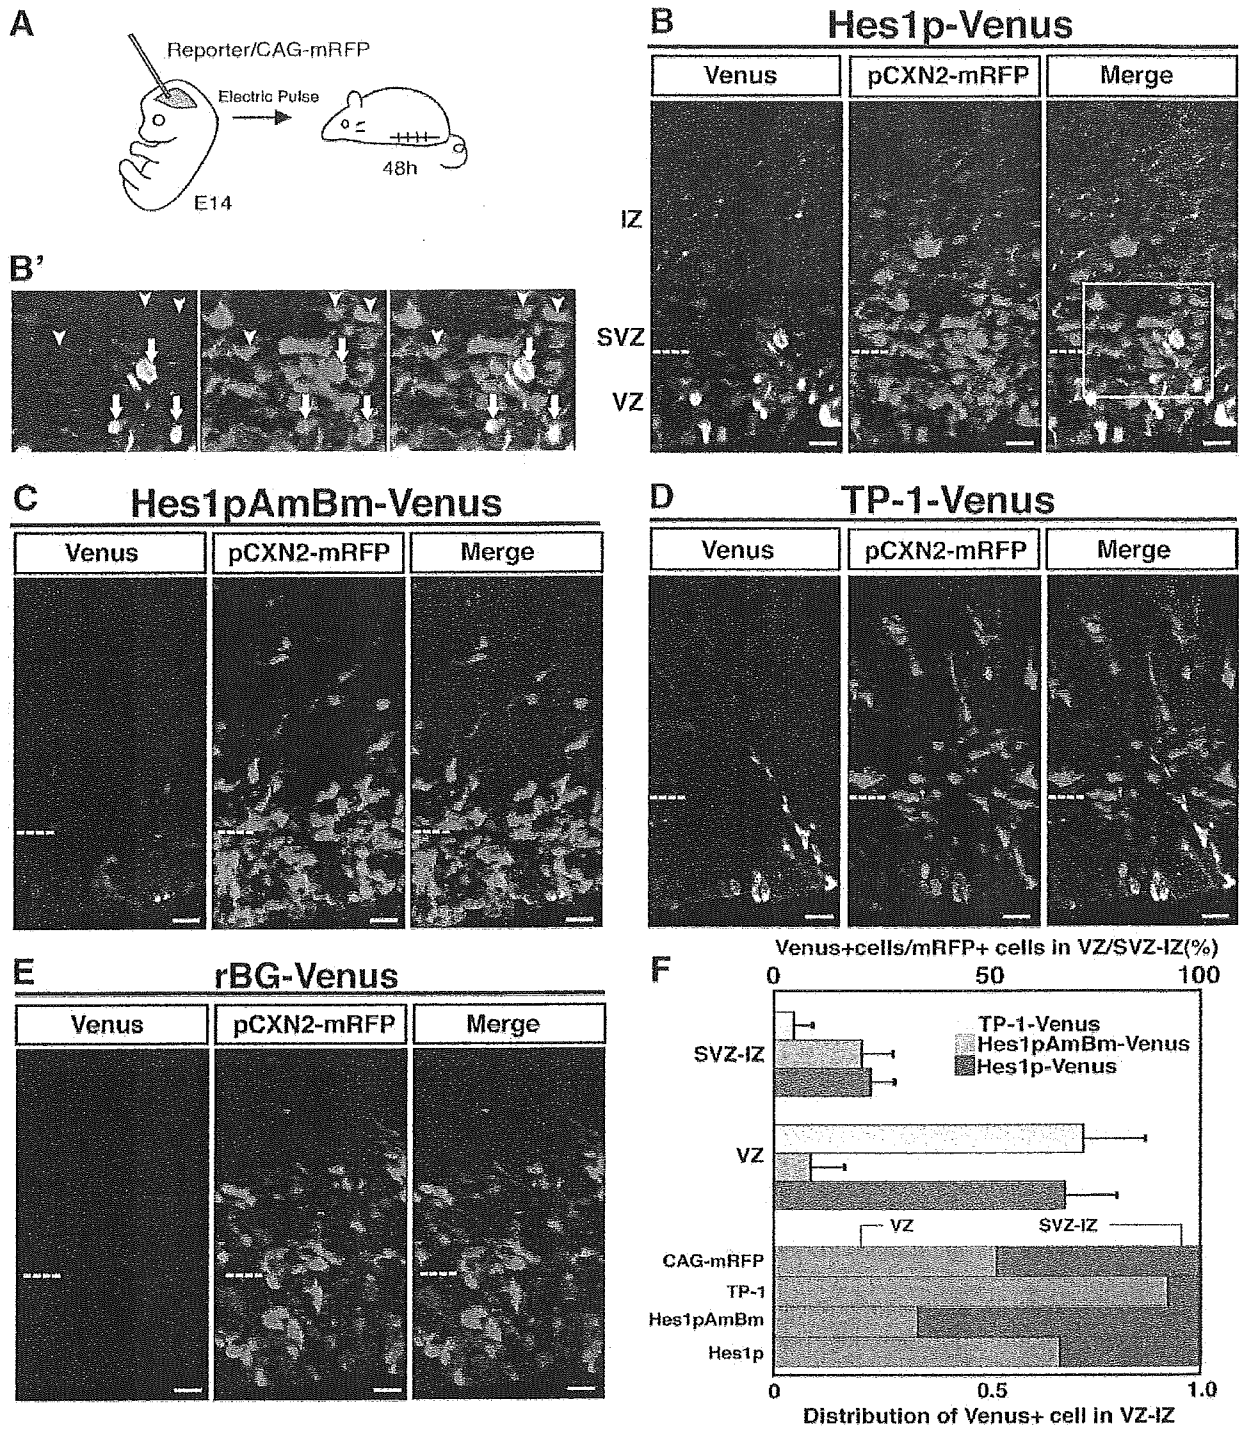 A
Reporter/CAG-mRFP
Electric Pulse
48h
E14
B
Hes1p-Venus
Venus
pCXN2-mRFP
Merge
IZ
SVZ
VZ
B'
C
Hes1pAmBm-Venus
Venus
pCXN2-mRFP
Merge
D
TP-1-Venus
Venus
pCXN2-mRFP
Merge
E
rBG-Venus
Venus
pCXN2-mRFP
Merge
F
Venus+cells/mRFP+ cells in VZ/SVZ-IZ(%)
0 50 100
TP-1-Venus
Hes1pAmBm-Venus
Hes1p-Venus
SVZ-IZ
VZ
VZ SVZ-IZ
CAG-mRFP
TP-1
Hes1pAmBm
Hes1p
0 0.5 1.0
Distribution of Venus+ cell in VZ-IZ